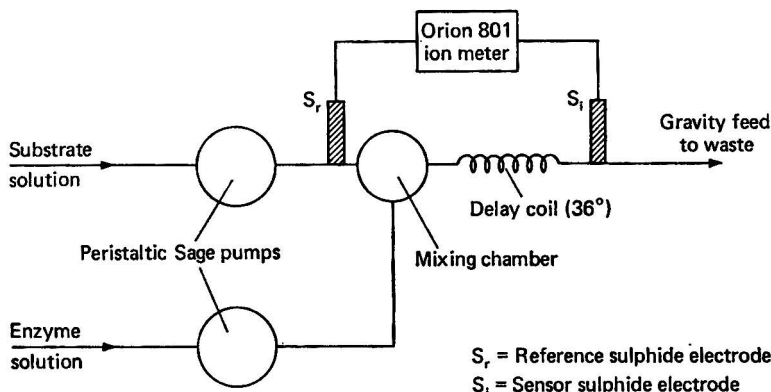 Orion 801
ion meter
Sr
Si
Substrate
solution
Gravity feed
to waste
Delay coil (36°)
Peristaltic Sage pumps
Mixing chamber
Enzyme
solution
Sr = Reference sulphide electrode
Si = Sensor sulphide electrode